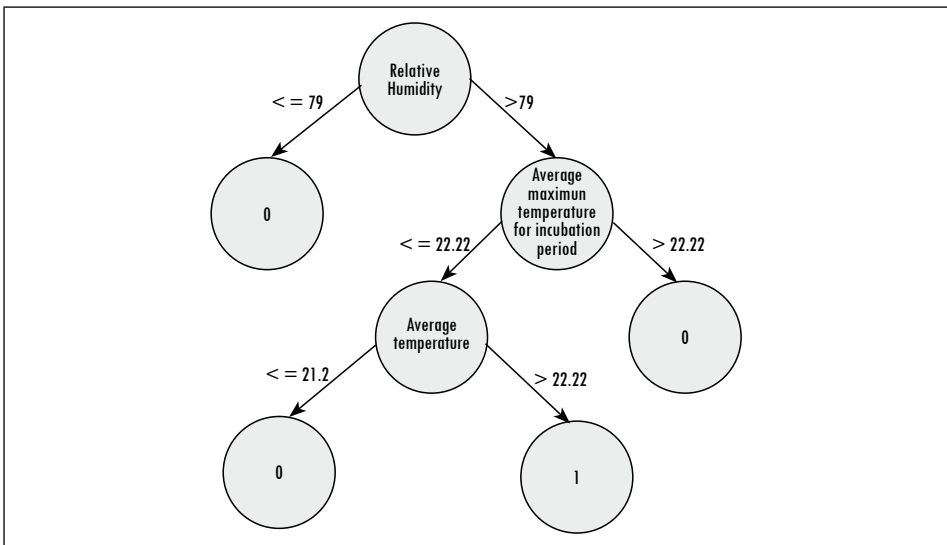 Relative
Humidity
< = 79
>79
0
Average
maximun
temperature
for incubation
period
< = 22.22
> 22.22
Average
temperature
0
< = 21.2
> 22.22
0
1